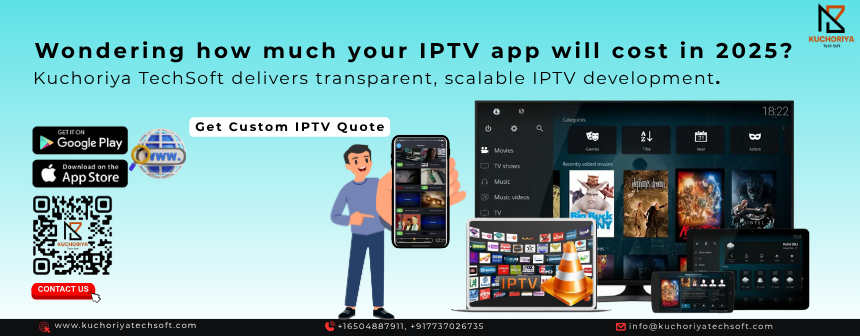 KUCHORIYA
Tech Soft
Wondering how much your IPTV app will cost in 2025?
Kuchoriya TechSoft delivers transparent, scalable IPTV development.
Get Custom IPTV Quote
GET IT ON
Google Play
www.
Download on the
App Store
KUCHORIYA
CONTACT US
18:22
Categories
Genres
Title
Year
Actors
Movies
TV shows
Music
Music videos
TV
Recently added movies
Big Buck
IPTV
www.kuchoriyatechsoft.com
+16504887911, +917737026735
info@kuchoriyatechsoft.com